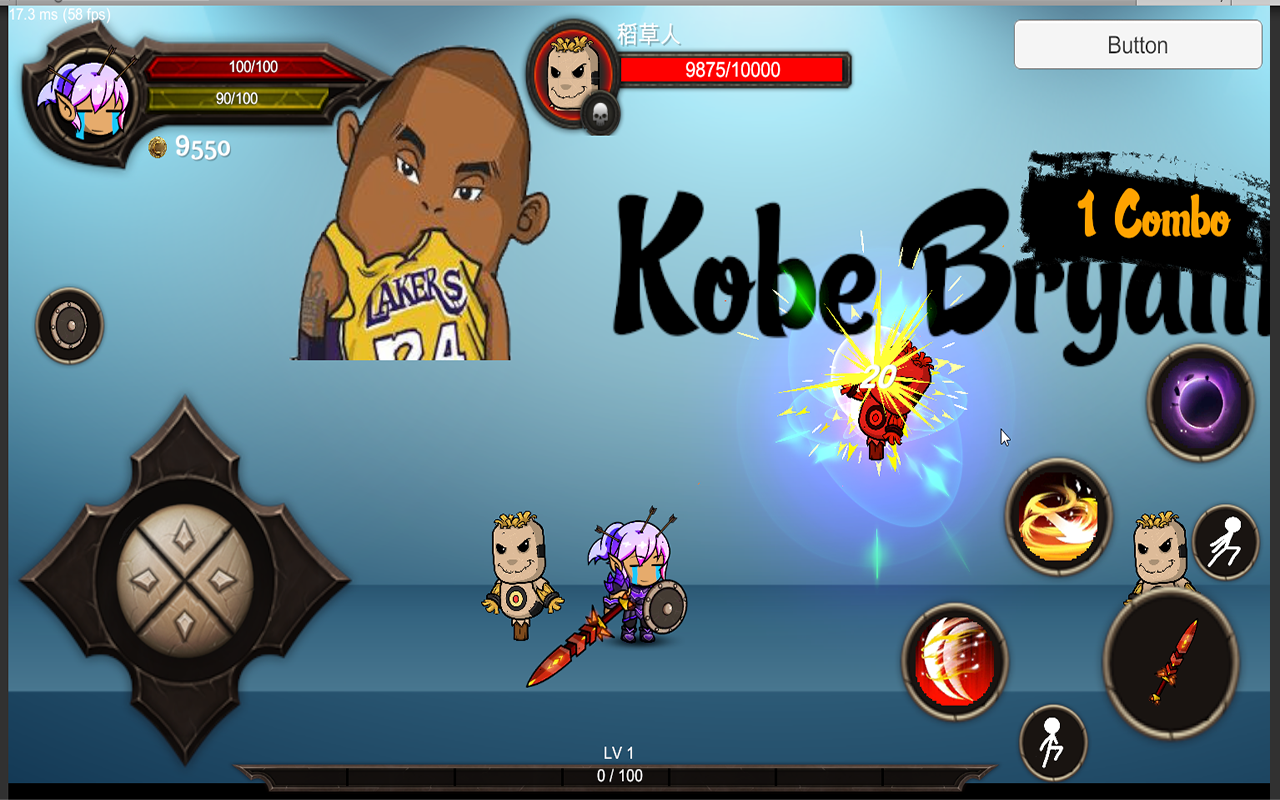 17.3 ms (58 fps)
稻草人
Button
100/100
9875/10000
90/100
9550
1 Combo
Kobe Bryant
LAKERS
24
20
LV 1
0 / 100